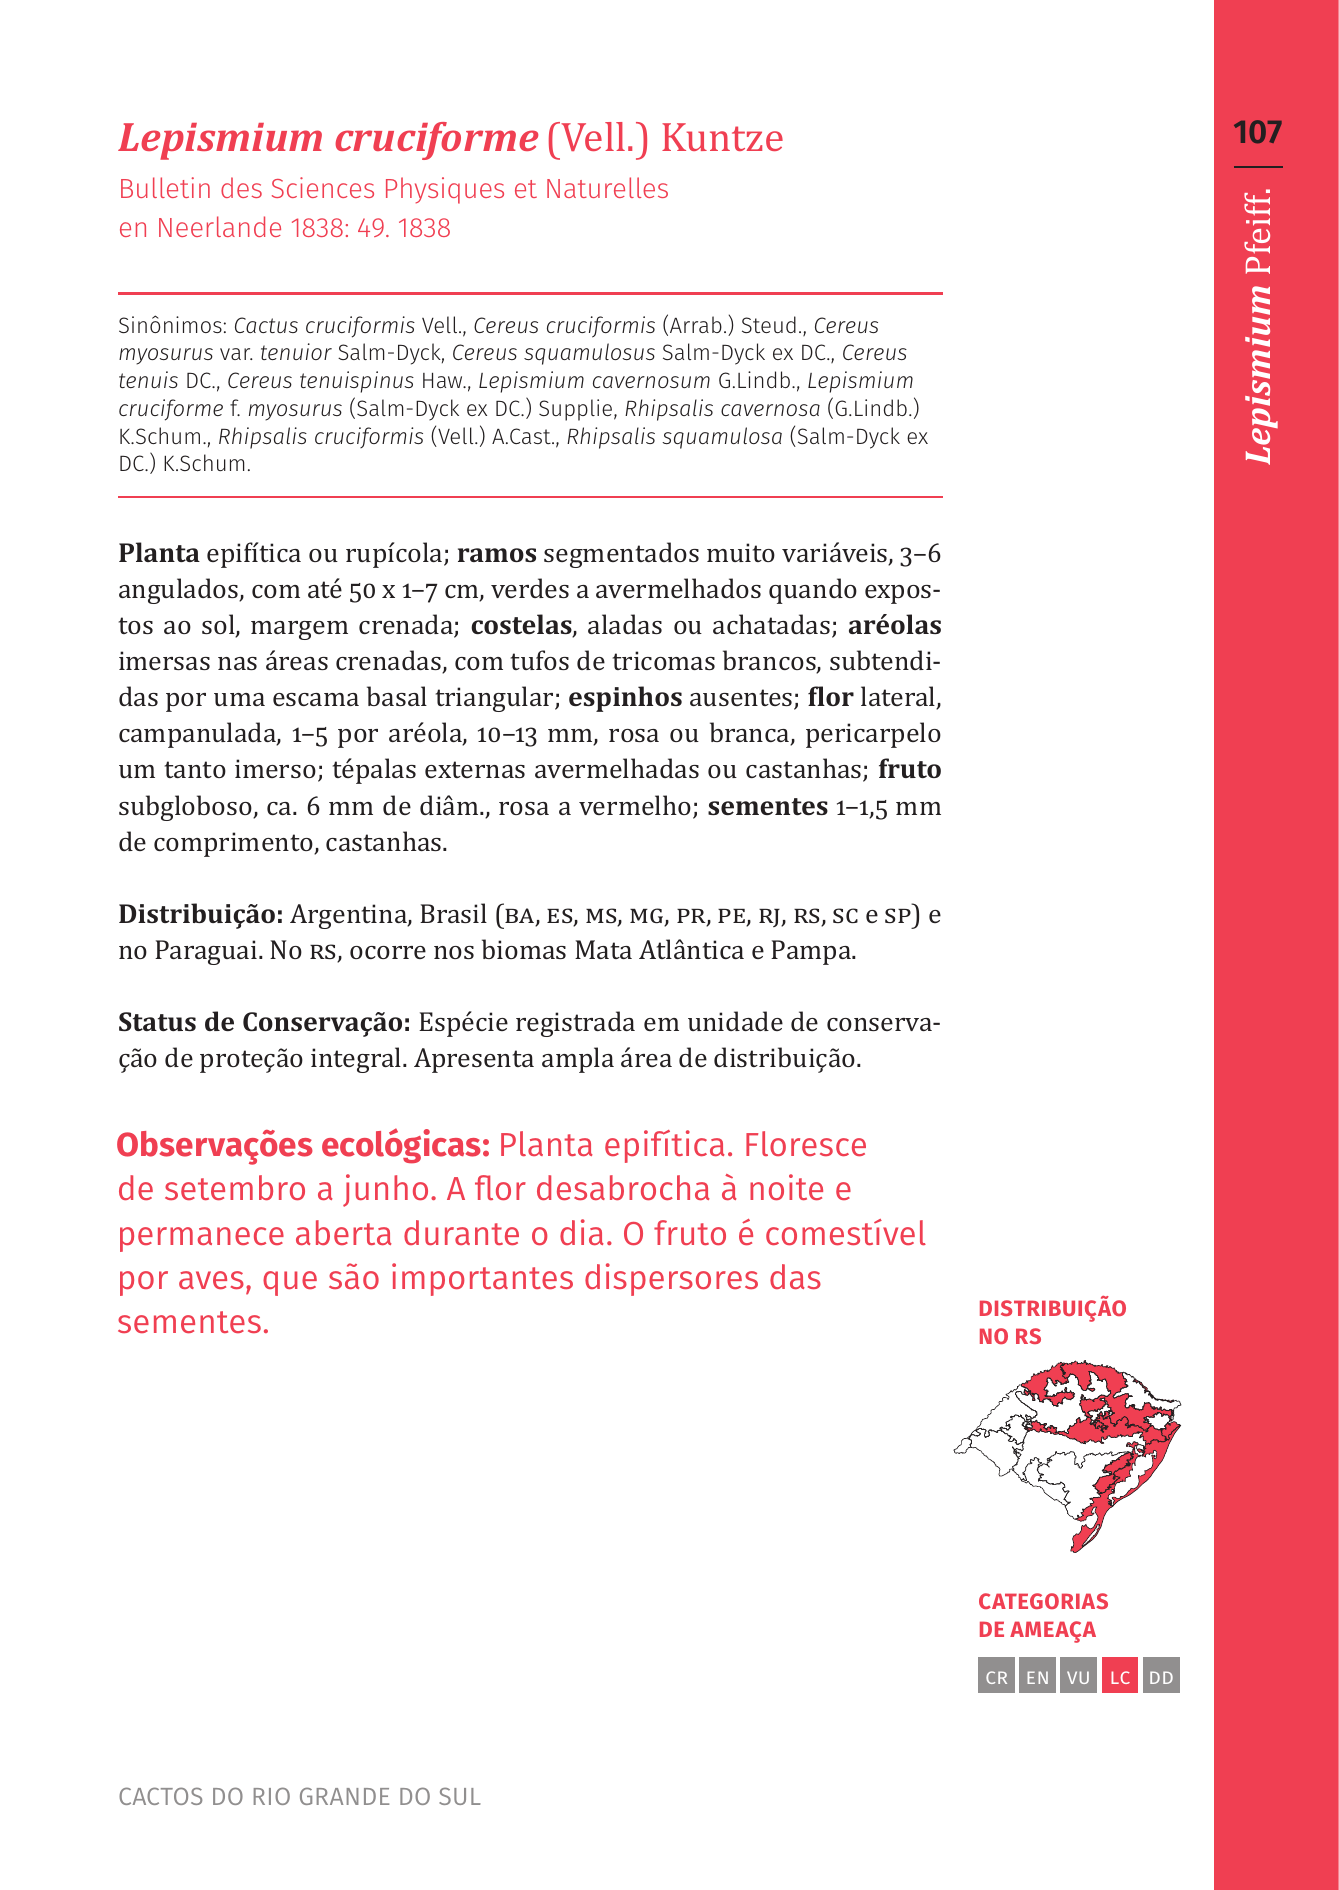 Lepismium cruciforme (Vell.) Kuntze
Bulletin des Sciences Physiques et Naturelles
en Neerlande 1838: 49. 1838
Sinônimos: Cactus cruciformis Vell., Cereus cruciformis (Arrab.) Steud., Cereus
myosurus var. tenuior Salm-Dyck, Cereus squamulosus Salm-Dyck ex DC., Cereus
tenuis DC., Cereus tenuispinus Haw., Lepismium cavernosum G.Lindb., Lepismium
cruciforme f. myosurus (Salm-Dyck ex DC.) Supplie, Rhipsalis cavernosa (G.Lindb.)
K.Schum., Rhipsalis cruciformis (Vell.) A.Cast., Rhipsalis squamulosa (Salm-Dyck ex
DC.) K.Schum.
Planta epifítica ou rupícola; ramos segmentados muito variáveis, 3–6
angulados, com até 50 x 1–7 cm, verdes a avermelhados quando expos-
tos ao sol, margem crenada; costelas, aladas ou achatadas; aréolas
imersas nas áreas crenadas, com tufos de tricomas brancos, subtendi-
das por uma escama basal triangular; espinhos ausentes; flor lateral,
campanulada, 1–5 por aréola, 10–13 mm, rosa ou branca, pericarpelo
um tanto imerso; tépalas externas avermelhadas ou castanhas; fruto
subgloboso, ca. 6 mm de diâm., rosa a vermelho; sementes 1–1,5 mm
de comprimento, castanhas.
Distribuição: Argentina, Brasil (BA, ES, MS, MG, PR, PE, RJ, RS, SC e SP) e
no Paraguai. No RS, ocorre nos biomas Mata Atlântica e Pampa.
Status de Conservação: Espécie registrada em unidade de conserva-
ção de proteção integral. Apresenta ampla área de distribuição.
Observações ecológicas: Planta epifítica. Floresce
de setembro a junho. A flor desabrocha à noite e
permanece aberta durante o dia. O fruto é comestível
por aves, que são importantes dispersores das
sementes.
DISTRIBUIÇÃO
NO RS
CATEGORIAS
DE AMEAÇA
CR EN VU LC DD
CACTOS DO RIO GRANDE DO SUL
107
Lepismium Pfeiff.